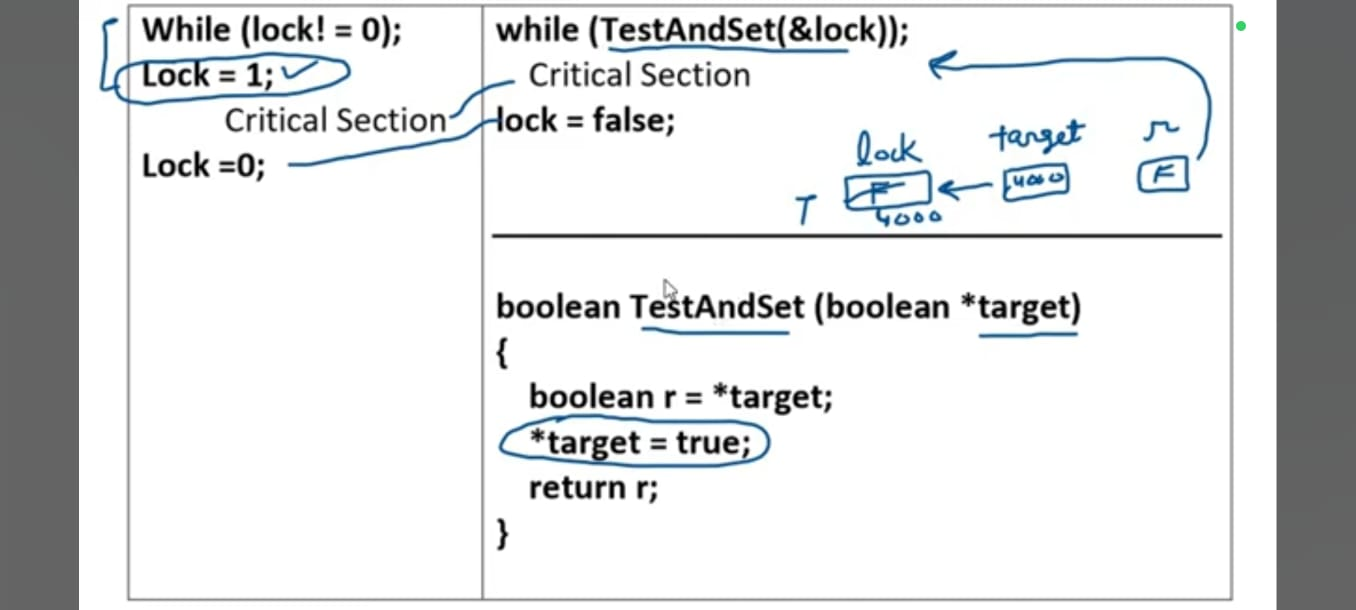 While (lock! = 0);
Lock = 1;
Critical Section
Lock =0;
while (TestAndSet(&lock));
Critical Section
lock = false;
lock
target
r
T
F
4000
4000
F
boolean TestAndSet (boolean *target)
{
boolean r = *target;
*target = true;
return r;
}